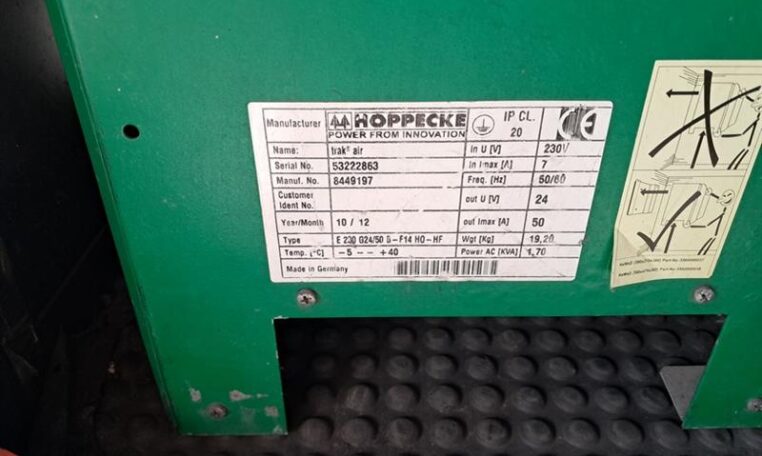 Manufacturer HOPPECKE IP CL. CE
POWER FROM INNOVATION 20
Name: trak® air In U [V] 230V
Serial No. 53222863 In Imax [A] 7
Manuf. No. 8449197 Freq. [Hz] 50/60
Customer Ident No. out U [V] 24
Year/Month 10 / 12 out Imax [A] 50
Type E 230 G24/50 B-F14 HO-HF Wgt [Kg] 19,20
Temp. [°C] -5 -- +40 Power AC [KVA] 1,70
Made in Germany